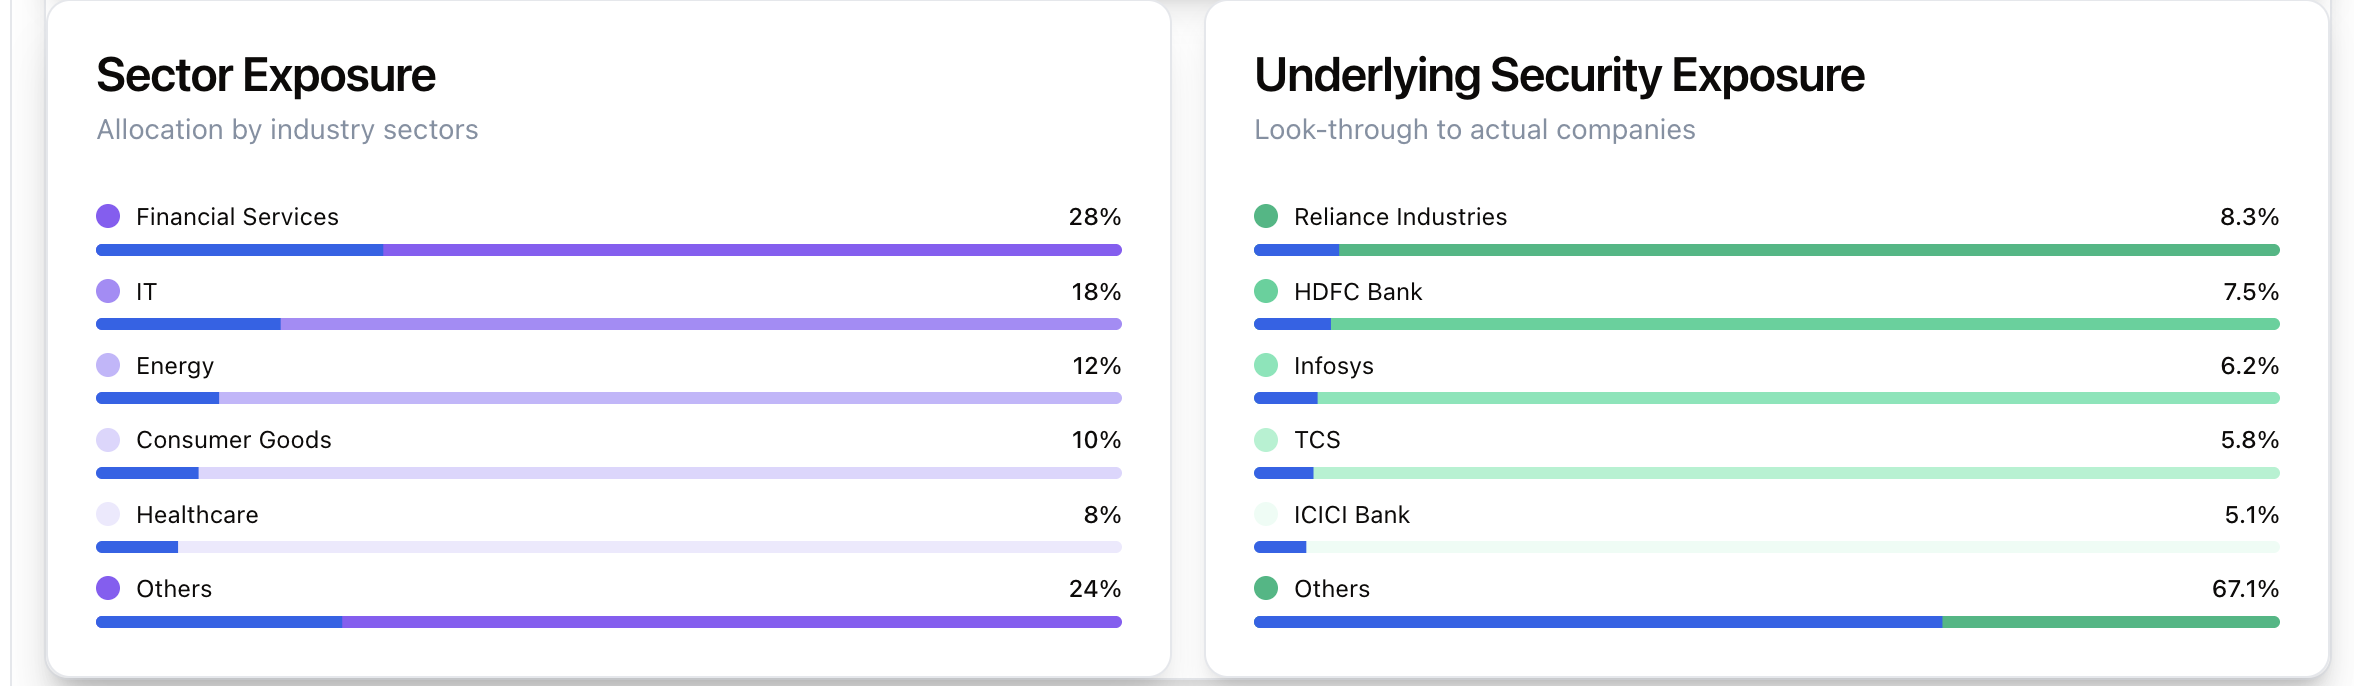 Sector Exposure
Allocation by industry sectors
Financial Services 28%
IT 18%
Energy 12%
Consumer Goods 10%
Healthcare 8%
Others 24%
Underlying Security Exposure
Look-through to actual companies
Reliance Industries 8.3%
HDFC Bank 7.5%
Infosys 6.2%
TCS 5.8%
ICICI Bank 5.1%
Others 67.1%